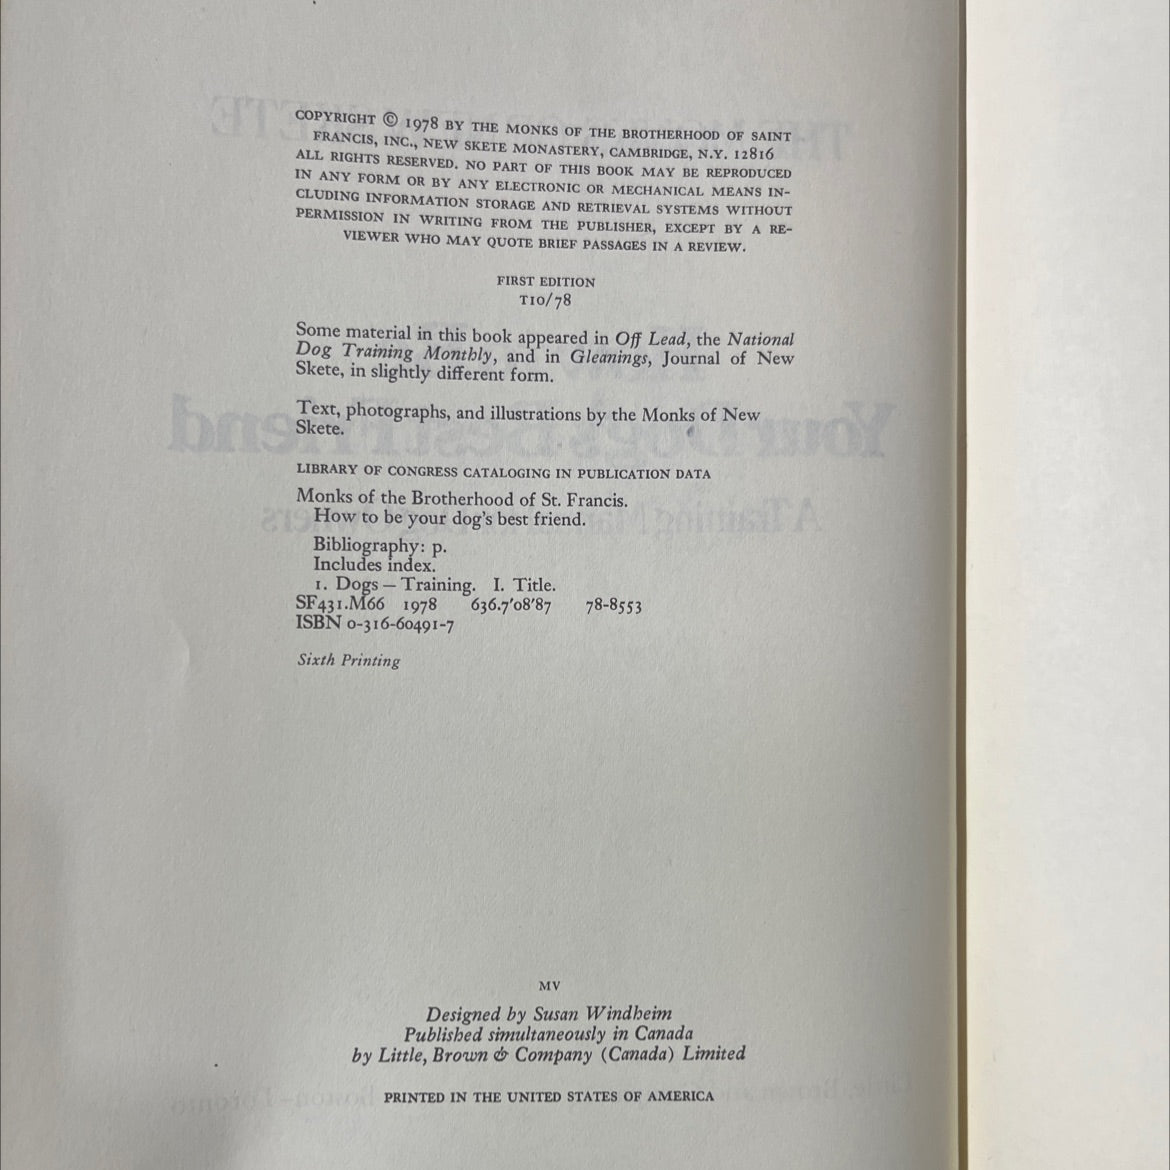 COPYRIGHT © 1978 BY THE MONKS OF THE BROTHERHOOD OF SAINT
FRANCIS, INC., NEW SKETE MONASTERY, CAMBRIDGE, N.Y. 12816
ALL RIGHTS RESERVED. NO PART OF THIS BOOK MAY BE REPRODUCED
IN ANY FORM OR BY ANY ELECTRONIC OR MECHANICAL MEANS IN-
CLUDING INFORMATION STORAGE AND RETRIEVAL SYSTEMS WITHOUT
PERMISSION IN WRITING FROM THE PUBLISHER, EXCEPT BY A RE-
VIEWER WHO MAY QUOTE BRIEF PASSAGES IN A REVIEW.
FIRST EDITION
T10/78
Some material in this book appeared in Off Lead, the National
Dog Training Monthly, and in Gleanings, Journal of New
Skete, in slightly different form.
Text, photographs, and illustrations by the Monks of New
Skete.
LIBRARY OF CONGRESS CATALOGING IN PUBLICATION DATA
Monks of the Brotherhood of St. Francis.
How to be your dog's best friend.
Bibliography: p.
Includes index.
1. Dogs — Training. I. Title.
SF431.M66 1978 636.7'08'87 78-8553
ISBN 0-316-60491-7
Sixth Printing
MV
Designed by Susan Windheim
Published simultaneously in Canada
by Little, Brown & Company (Canada) Limited
PRINTED IN THE UNITED STATES OF AMERICA